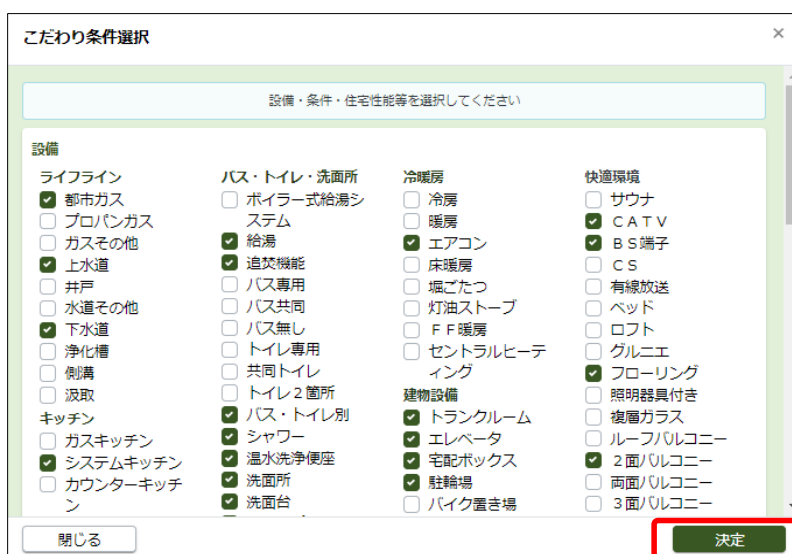 こだわり条件選択
×
設備・条件・住宅性能等を選択してください
設備
ライフライン
都市ガス
プロパンガス
ガスその他
上水道
井戸
水道その他
下水道
浄化槽
側溝
汲取
キッチン
ガスキッチン
システムキッチン
カウンターキッチ
ン
バス・トイレ・洗面所
ボイラー式給湯シ
ステム
給湯
追焚機能
バス専用
バス共同
バス無し
トイレ専用
共同トイレ
トイレ２箇所
バス・トイレ別
シャワー
温水洗浄便座
洗面所
洗面台
冷暖房
冷房
暖房
エアコン
床暖房
堀ごたつ
灯油ストーブ
ＦＦ暖房
セントラルヒーテ
ィング
建物設備
トランクルーム
エレベータ
宅配ボックス
駐輪場
バイク置き場
快適環境
サウナ
ＣＡＴＶ
ＢＳ端子
ＣＳ
有線放送
ベッド
ロフト
グルニエ
フローリング
照明器具付き
複層ガラス
ルーフバルコニー
２面バルコニー
両面バルコニー
３面バルコニー
閉じる
決定